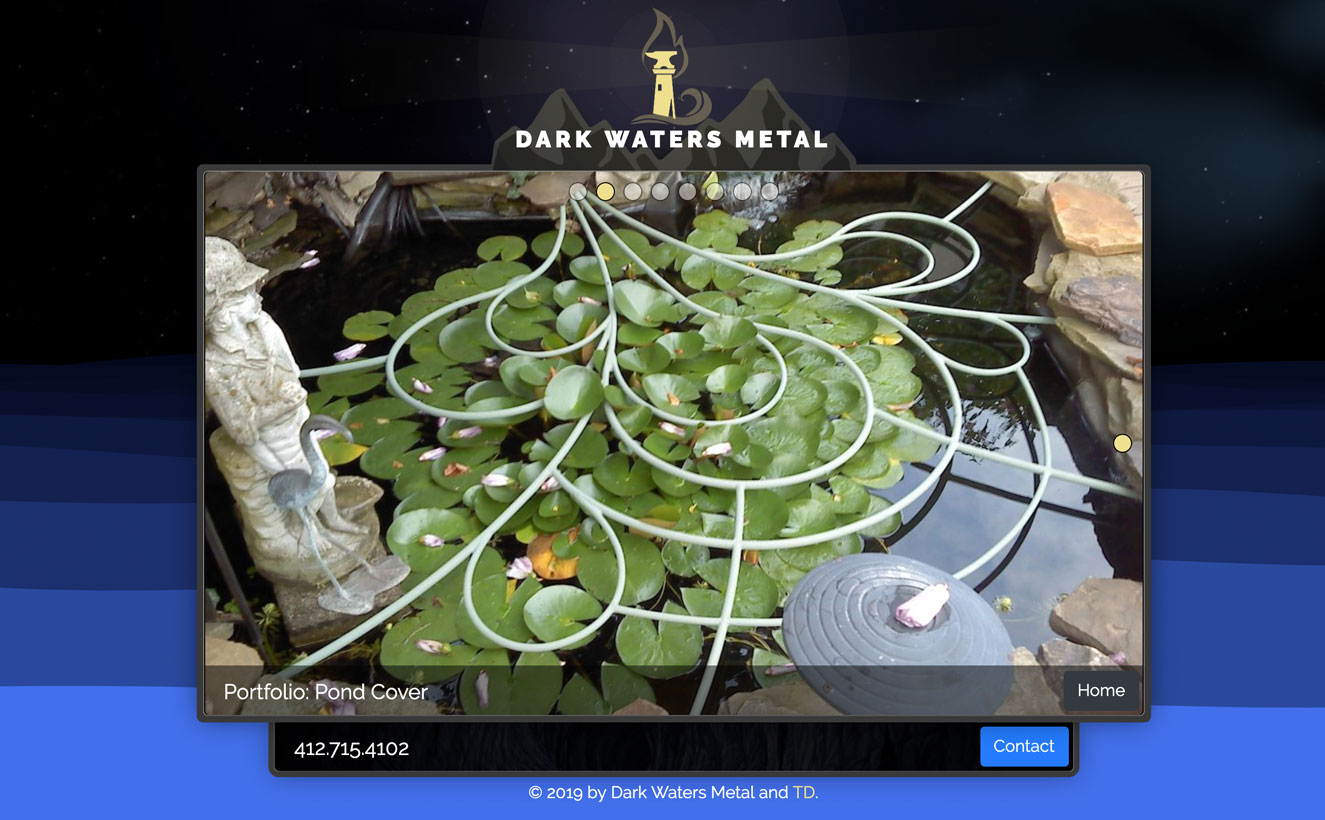 DARK WATERS METAL
Portfolio: Pond Cover
Home
412.715.4102
Contact
© 2019 by Dark Waters Metal and TD.